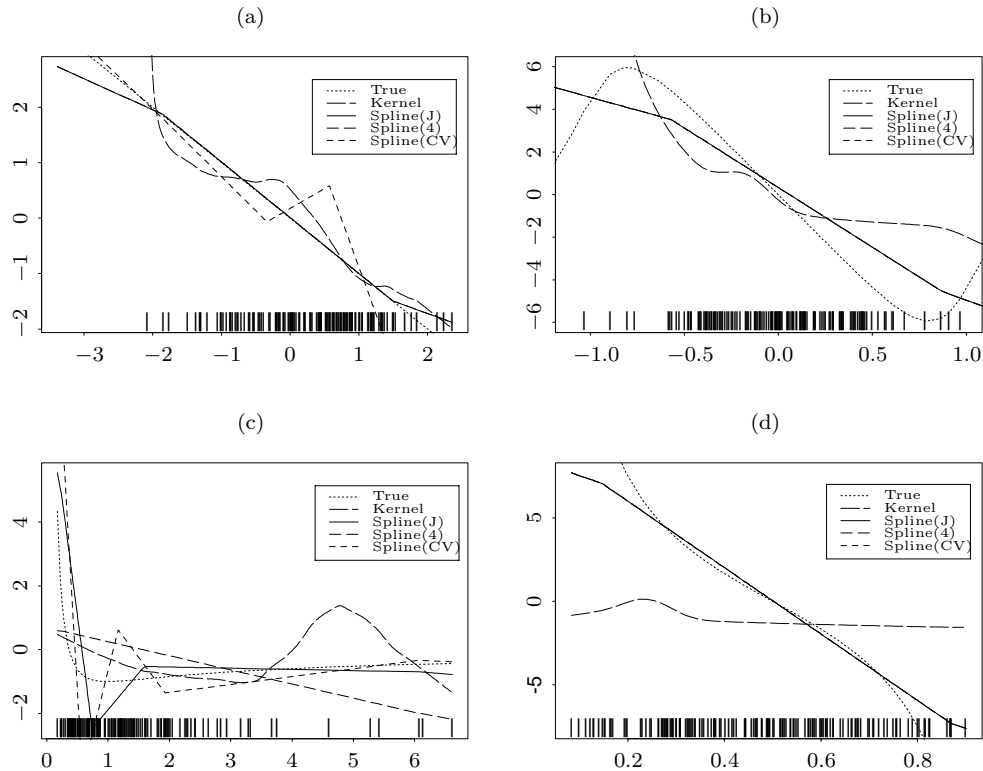 (a)
True
Kernel
Spline(J)
Spline(4)
Spline(CV)
2
1
0
−1
−2
−3 −2 −1 0 1 2
(b)
True
Kernel
Spline(J)
Spline(4)
Spline(CV)
6
4
2
0
−2
−4
−6
−1.0 −0.5 0.0 0.5 1.0
(c)
True
Kernel
Spline(J)
Spline(4)
Spline(CV)
4
2
0
−2
0 1 2 3 4 5 6
(d)
True
Kernel
Spline(J)
Spline(4)
Spline(CV)
5
0
-5
0.2 0.4 0.6 0.8